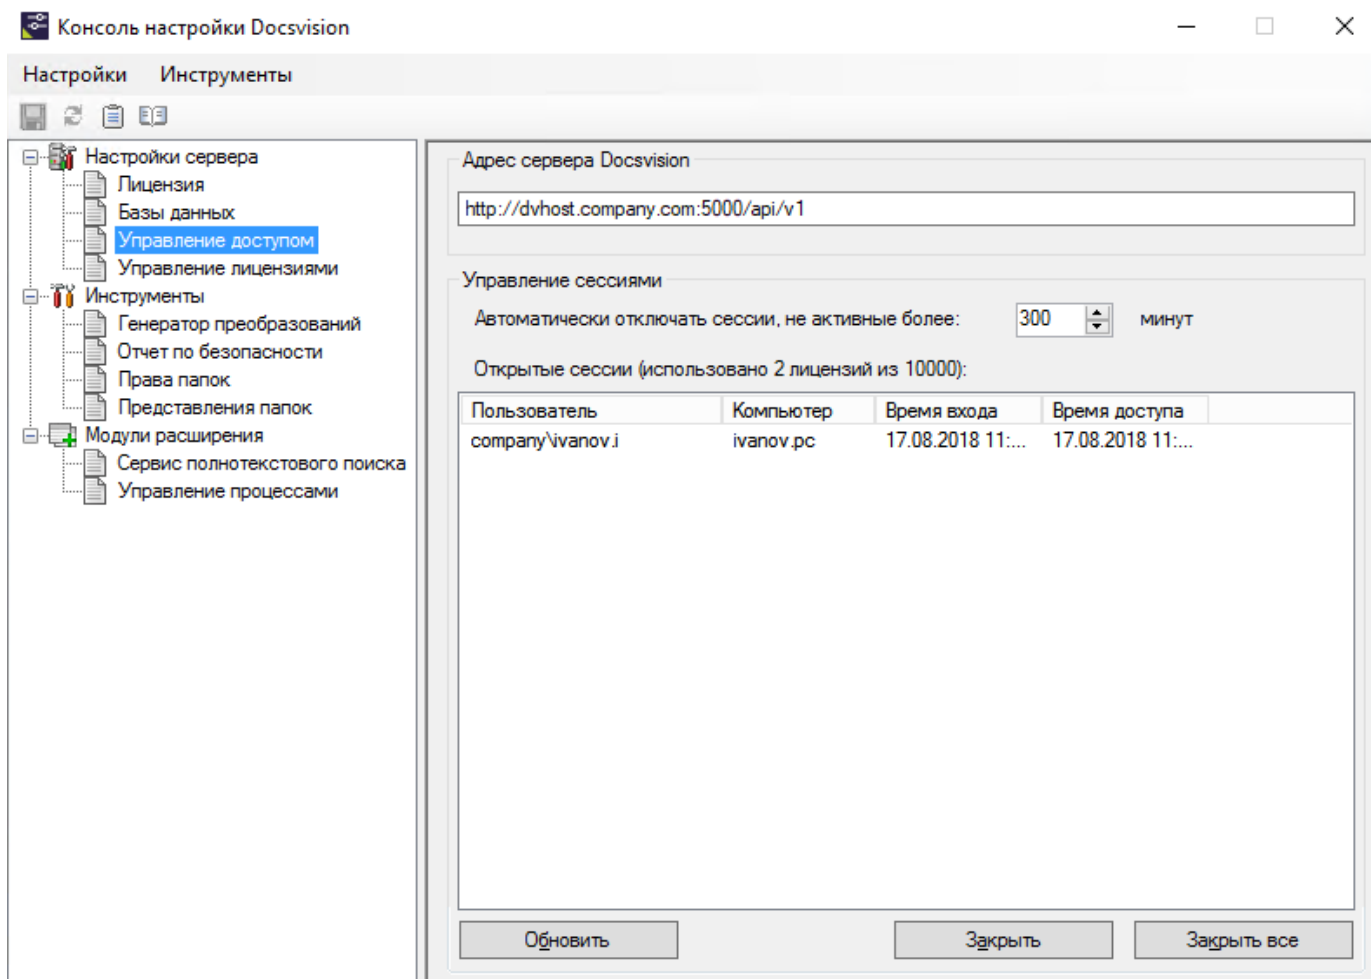 Консоль настройки Docsvision
Настройки Инструменты
Настройки сервера
Лицензия
Базы данных
Управление доступом
Управление лицензиями
Инструменты
Генератор преобразований
Отчет по безопасности
Права папок
Представления папок
Модули расширения
Сервис полнотекстового поиска
Управление процессами
Адрес сервера Docsvision
http://dvhost.company.com:5000/api/v1
Управление сессиями
Автоматически отключать сессии, не активные более: 300 минут
Открытые сессии (использовано 2 лицензий из 10000):
Пользователь Компьютер Время входа Время доступа
company\ivanov.i ivanov.pc 17.08.2018 11:... 17.08.2018 11:...
Обновить Закрыть Закрыть все